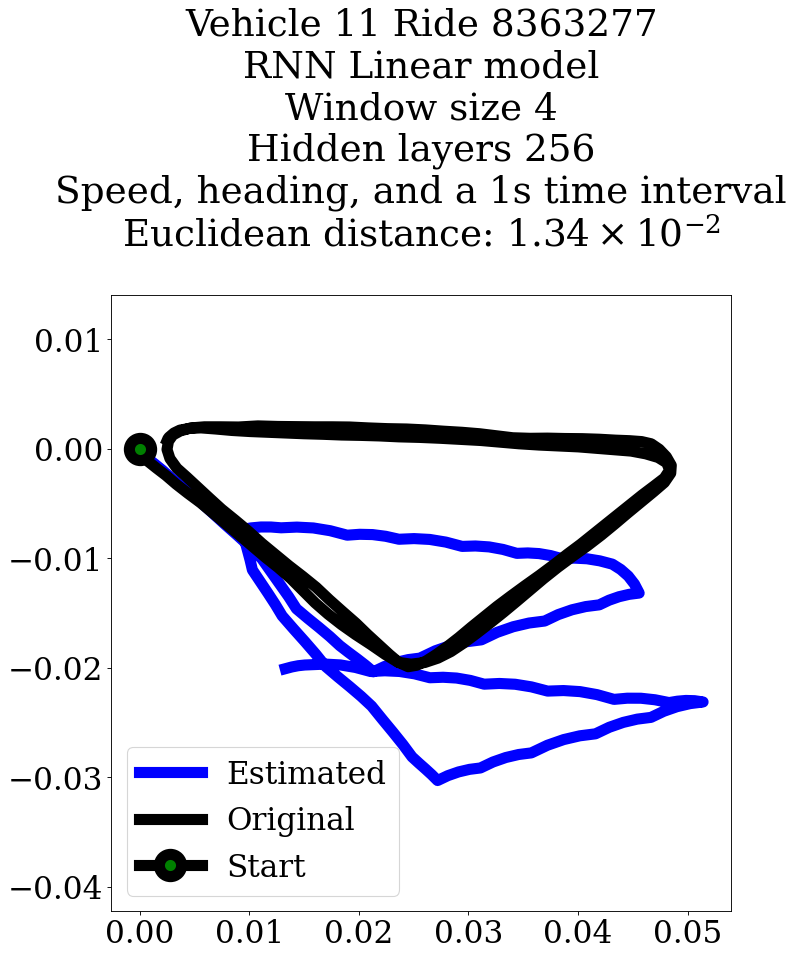 Vehicle 11 Ride 8363277
RNN Linear model
Window size 4
Hidden layers 256
Speed, heading, and a 1s time interval
Euclidean distance: 1.34 × 10⁻²
0.01
0.00
−0.01
−0.02
−0.03
−0.04
Estimated
Original
Start
0.00 0.01 0.02 0.03 0.04 0.05